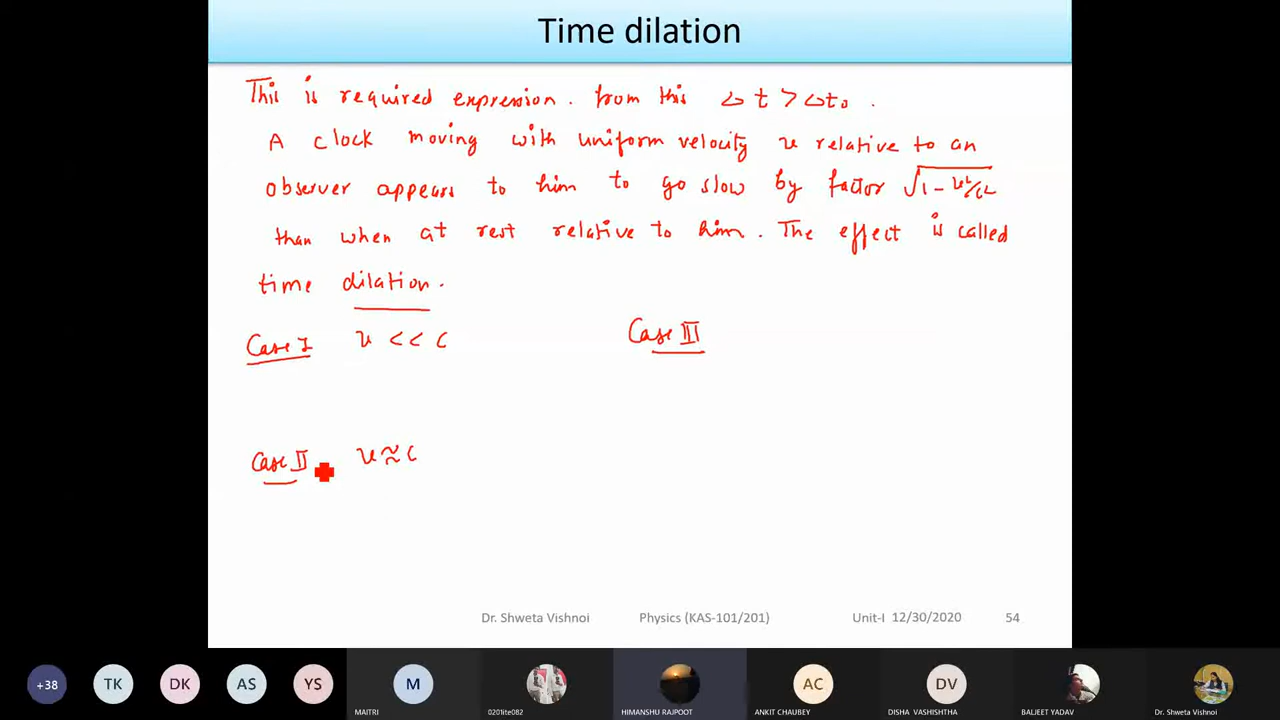 Time dilation
This is required expression. from this Δt > Δt₀.
A clock moving with uniform velocity v relative to an
observer appears to him to go slow by factor √1-v²/c²
than when at rest relative to him. The effect is called
time dilation.
Case I v << c
Case III
Case II v ≈ c
Dr. Shweta Vishnoi Physics (KAS-101/201) Unit-I 12/30/2020 54
+38 TK DK AS YS M AC DV
MAITRI 0201ite082 HIMANSHU RAJPOOT ANKIT CHAUBEY DISHA VASHISHTHA BALJEET YADAV Dr. Shweta Vishnoi